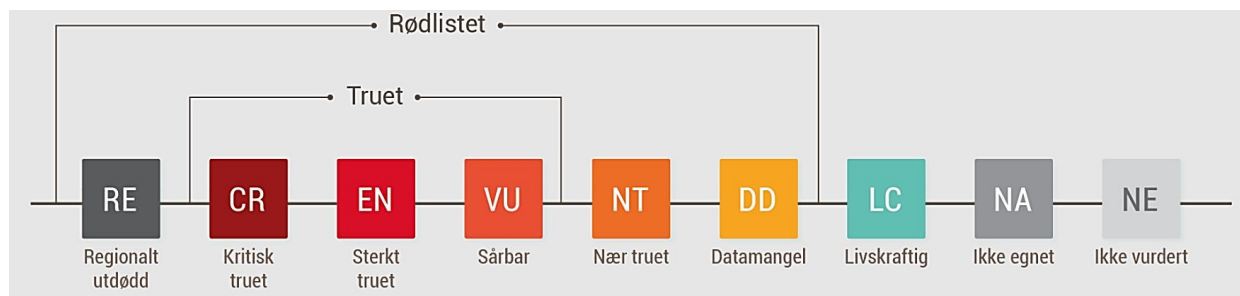 Rødlistet
Truet
RE
CR
EN
VU
NT
DD
LC
NA
NE
Regionalt
utdødd
Kritisk
truet
Sterkt
truet
Sårbar
Nær truet
Datamangel
Livskraftig
Ikke egnet
Ikke vurdert